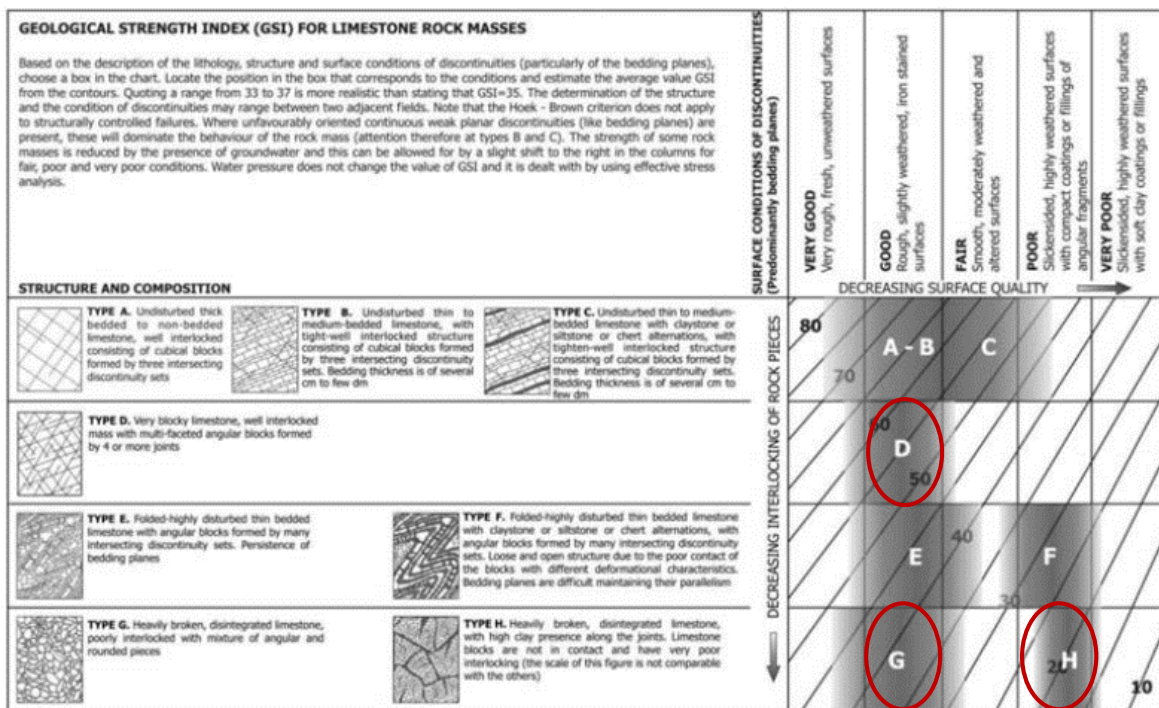 GEOLOGICAL STRENGTH INDEX (GSI) FOR LIMESTONE ROCK MASSES
Based on the description of the lithology, structure and surface conditions of discontinuities (particularly of the bedding planes),
choose a box in the chart. Locate the position in the box that corresponds to the conditions and estimate the average value GSI
from the contours. Quoting a range from 33 to 37 is more realistic than stating that GSI=35. The determination of the structure
and the condition of discontinuities may range between two adjacent fields. Note that the Hoek - Brown criterion does not apply
to structurally controlled failures. Where unfavourably oriented continuous weak planar discontinuities (like bedding planes) are
present, these will dominate the behaviour of the rock mass (attention therefore at types B and C). The strength of some rock
masses is reduced by the presence of groundwater and this can be allowed for by a slight shift to the right in the columns for
fair, poor and very poor conditions. Water pressure does not change the value of GSI and it is dealt with by using effective stress
analysis.
SURFACE CONDITIONS OF DISCONTINUITIES
(Predominantly bedding planes)
VERY GOOD
Very rough, fresh, unweathered surfaces
GOOD
Rough, slightly weathered, iron stained
surfaces
FAIR
Smooth, moderately weathered and
altered surfaces
POOR
Slickensided, highly weathered surfaces
with compact coatings or fillings of
angular fragments
VERY POOR
Slickensided, highly weathered surfaces
with soft clay coatings or fillings
STRUCTURE AND COMPOSITION
DECREASING SURFACE QUALITY
TYPE A. Undisturbed thick
bedded to non-bedded
limestone, well interlocked
consisting of cubical blocks
formed by three intersecting
discontinuity sets
TYPE B. Undisturbed thin to
medium-bedded limestone, with
tight-well interlocked structure
consisting of cubical blocks formed
by three intersecting discontinuity
sets. Bedding thickness is of several
cm to few dm
TYPE C. Undisturbed thin to medium-
bedded limestone with claystone or
siltstone or chert alternations, with
tighten-well interlocked structure
consisting of cubical blocks formed by
three intersecting discontinuity sets.
Bedding thickness is of several cm to
few dm
DECREASING INTERLOCKING OF ROCK PIECES
80
A - B
C
70
TYPE D. Very blocky limestone, well interlocked
mass with multi-faceted angular blocks formed
by 4 or more joints
60
D
50
TYPE E. Folded-highly disturbed thin bedded
limestone with angular blocks formed by many
intersecting discontinuity sets. Persistence of
bedding planes
TYPE F. Folded-highly disturbed thin bedded limestone
with claystone or siltstone or chert alternations, with
angular blocks formed by many intersecting discontinuity
sets. Loose and open structure due to the poor contact of
the blocks with different deformational characteristics.
Bedding planes are difficult maintaining their parallelism
40
E
F
30
TYPE G. Heavily broken, disintegrated limestone,
poorly interlocked with mixture of angular and
rounded pieces
TYPE H. Heavily broken, disintegrated limestone,
with high clay presence along the joints. Limestone
blocks are not in contact and have very poor
interlocking (the scale of this figure is not comparable
with the others)
G
20
H
10